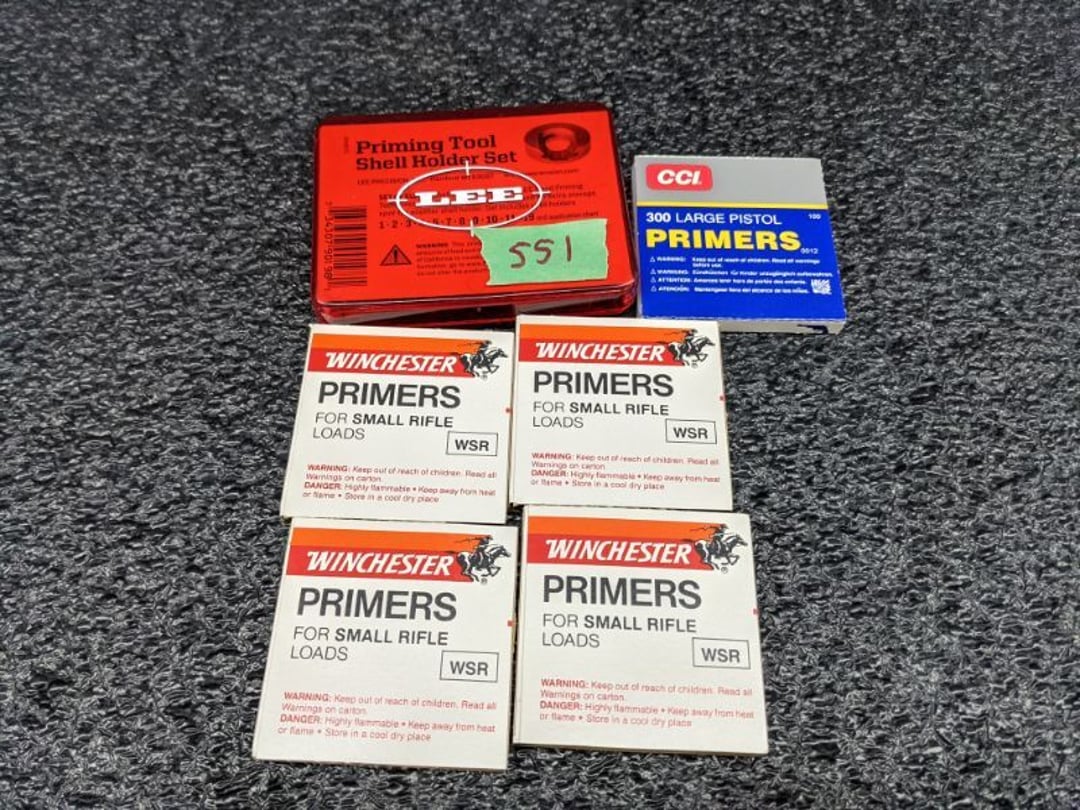 Priming Tool
Shell Holder Set
LEE PRECISION
LEE
WARNING:
551
CCI
300 LARGE PISTOL 100
PRIMERS
WARNING: Keep out of reach of children. Read all warnings
before use.
WINCHESTER
PRIMERS
FOR SMALL RIFLE
LOADS
WSR
WARNING: Keep out of reach of children. Read all
Warnings on carton.
DANGER: Highly flammable • Keep away from heat
or flame • Store in a cool dry place
WINCHESTER
PRIMERS
FOR SMALL RIFLE
LOADS
WSR
WARNING: Keep out of reach of children. Read all
Warnings on carton.
DANGER: Highly flammable • Keep away from heat
or flame • Store in a cool dry place
WINCHESTER
PRIMERS
FOR SMALL RIFLE
LOADS
WSR
WARNING: Keep out of reach of children. Read all
Warnings on carton.
DANGER: Highly flammable • Keep away from heat
or flame • Store in a cool dry place
WINCHESTER
PRIMERS
FOR SMALL RIFLE
LOADS
WSR
WARNING: Keep out of reach of children. Read all
Warnings on carton.
DANGER: Highly flammable • Keep away from heat
or flame • Store in a cool dry place